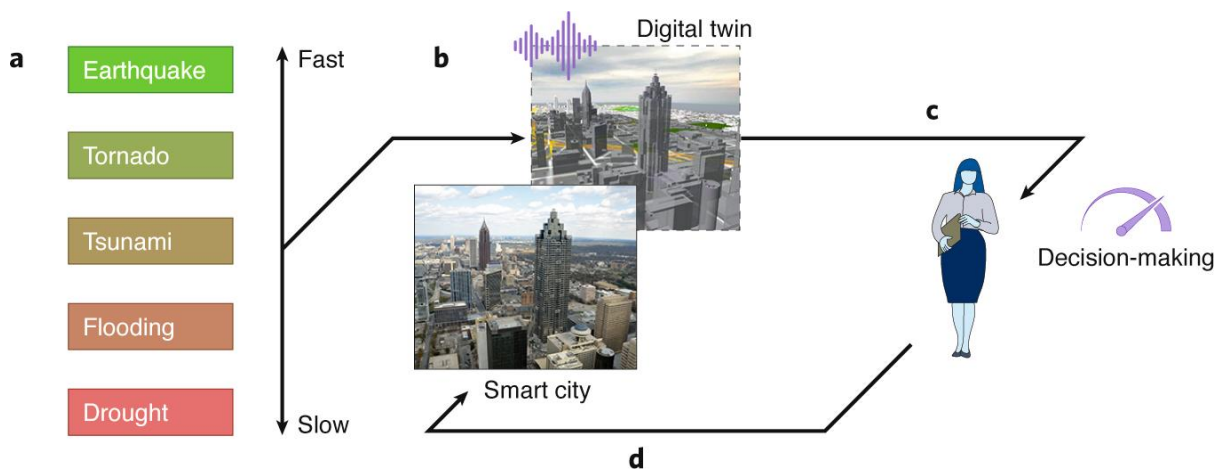 a
Earthquake
Tornado
Tsunami
Flooding
Drought
Fast
Slow
b
Digital twin
Smart city
c
Decision-making
d